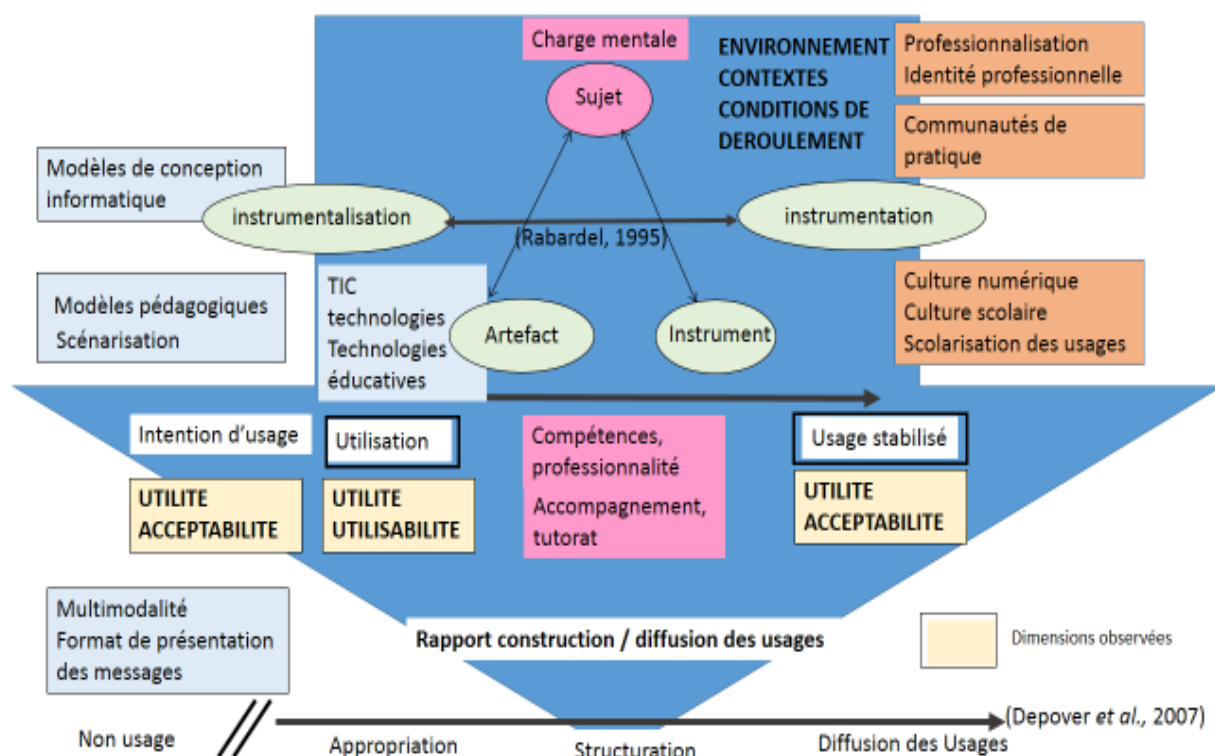 Charge mentale
Sujet
ENVIRONNEMENT
CONTEXTES
CONDITIONS DE
DEROULEMENT
Professionnalisation
Identité professionnelle
Communautés de
pratique
Modèles de conception
informatique
instrumentalisation
(Rabardel, 1995)
instrumentation
Modèles pédagogiques
Scénarisation
TIC
technologies
Technologies
éducatives
Artefact
Instrument
Culture numérique
Culture scolaire
Scolarisation des usages
Intention d'usage
Utilisation
Compétences,
professionnalité
Accompagnement,
tutorat
Usage stabilisé
UTILITE
ACCEPTABILITE
UTILITE
UTILISABILITE
UTILITE
ACCEPTABILITE
Multimodalité
Format de présentation
des messages
Rapport construction / diffusion des usages
Dimensions observées
(Depover et al., 2007)
Non usage
Appropriation
Structuration
Diffusion des Usages